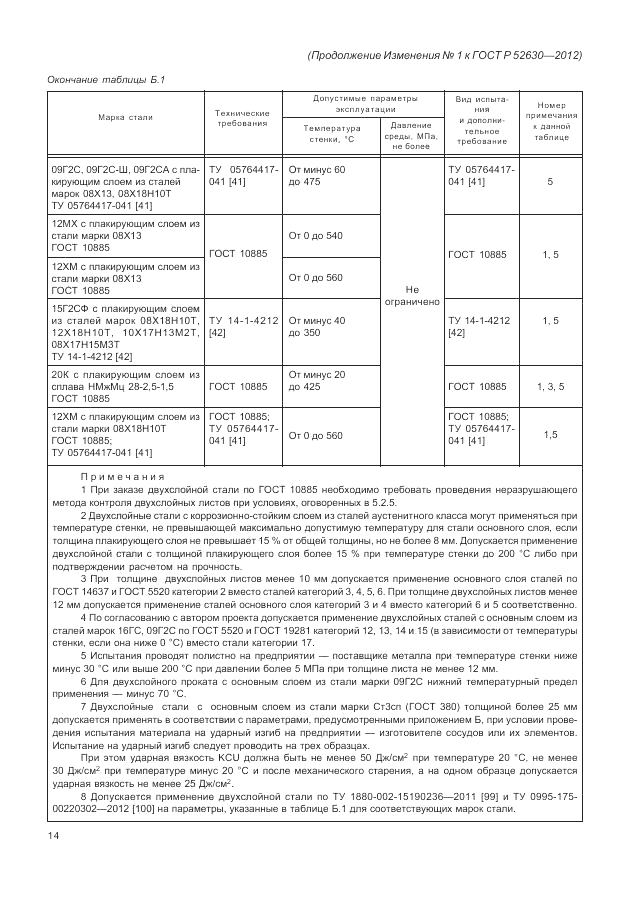 (Продолжение Изменения № 1 к ГОСТ Р 52630—2012)
Окончание таблицы Б.1
Марка стали
Технические
требования
Допустимые параметры
эксплуатации
Температура
стенки, °С
Давление
среды, МПа,
не более
Вид испыта-
ния
и дополни-
тельное
требование
Номер
примечания
к данной
таблице
09Г2С, 09Г2С-Ш, 09Г2СА с пла-
кирующим слоем из сталей
марок 08Х13, 08Х18Н10Т
ТУ 05764417-041 [41]
ТУ 05764417-
041 [41]
От минус 60
до 475
Не
ограничено
ТУ 05764417-
041 [41]
5
12МХ с плакирующим слоем из
стали марки 08Х13
ГОСТ 10885
ГОСТ 10885
От 0 до 540
ГОСТ 10885
1, 5
12ХМ с плакирующим слоем из
стали марки 08Х13
ГОСТ 10885
От 0 до 560
15Г2СФ с плакирующим слоем
из сталей марок 08Х18Н10Т,
12Х18Н10Т, 10Х17Н13М2Т,
08Х17Н15М3Т
ТУ 14-1-4212 [42]
ТУ 14-1-4212
[42]
От минус 40
до 350
ТУ 14-1-4212
[42]
1, 5
20К с плакирующим слоем из
сплава НМжМц 28-2,5-1,5
ГОСТ 10885
ГОСТ 10885
От минус 20
до 425
ГОСТ 10885
1, 3, 5
12ХМ с плакирующим слоем из
стали марки 08Х18Н10Т
ГОСТ 10885;
ТУ 05764417-041 [41]
ГОСТ 10885;
ТУ 05764417-
041 [41]
От 0 до 560
ГОСТ 10885;
ТУ 05764417-
041 [41]
1,5
Примечания
1 При заказе двухслойной стали по ГОСТ 10885 необходимо требовать проведения неразрушающего
метода контроля двухслойных листов при условиях, оговоренных в 5.2.5.
2 Двухслойные стали с коррозионно-стойким слоем из сталей аустенитного класса могут применяться при
температуре стенки, не превышающей максимально допустимую температуру для стали основного слоя, если
толщина плакирующего слоя не превышает 15 % от общей толщины, но не более 8 мм. Допускается применение
двухслойной стали с толщиной плакирующего слоя более 15 % при температуре стенки до 200 °С либо при
подтверждении расчетом на прочность.
3 При толщине двухслойных листов менее 10 мм допускается применение основного слоя сталей по
ГОСТ 14637 и ГОСТ 5520 категории 2 вместо сталей категорий 3, 4, 5, 6. При толщине двухслойных листов менее
12 мм допускается применение сталей основного слоя категорий 3 и 4 вместо категорий 6 и 5 соответственно.
4 По согласованию с автором проекта допускается применение двухслойных сталей с основным слоем из
сталей марок 16ГС, 09Г2С по ГОСТ 5520 и ГОСТ 19281 категорий 12, 13, 14 и 15 (в зависимости от температуры
стенки, если она ниже 0 °С) вместо стали категории 17.
5 Испытания проводят полистно на предприятии — поставщике металла при температуре стенки ниже
минус 30 °С или выше 200 °С при давлении более 5 МПа при толщине листа не менее 12 мм.
6 Для двухслойного проката с основным слоем из стали марки 09Г2С нижний температурный предел
применения — минус 70 °С.
7 Двухслойные стали с основным слоем из стали марки Ст3сп (ГОСТ 380) толщиной более 25 мм
допускается применять в соответствии с параметрами, предусмотренными приложением Б, при условии прове-
дения испытания материала на ударный изгиб на предприятии — изготовителе сосудов или их элементов.
Испытание на ударный изгиб следует проводить на трех образцах.
При этом ударная вязкость KCU должна быть не менее 50 Дж/см² при температуре 20 °С, не менее
30 Дж/см² при температуре минус 20 °С и после механического старения, а на одном образце допускается
ударная вязкость не менее 25 Дж/см².
8 Допускается применение двухслойной стали по ТУ 1880-002-15190236—2011 [99] и ТУ 0995-175-
00220302—2012 [100] на параметры, указанные в таблице Б.1 для соответствующих марок стали.
14